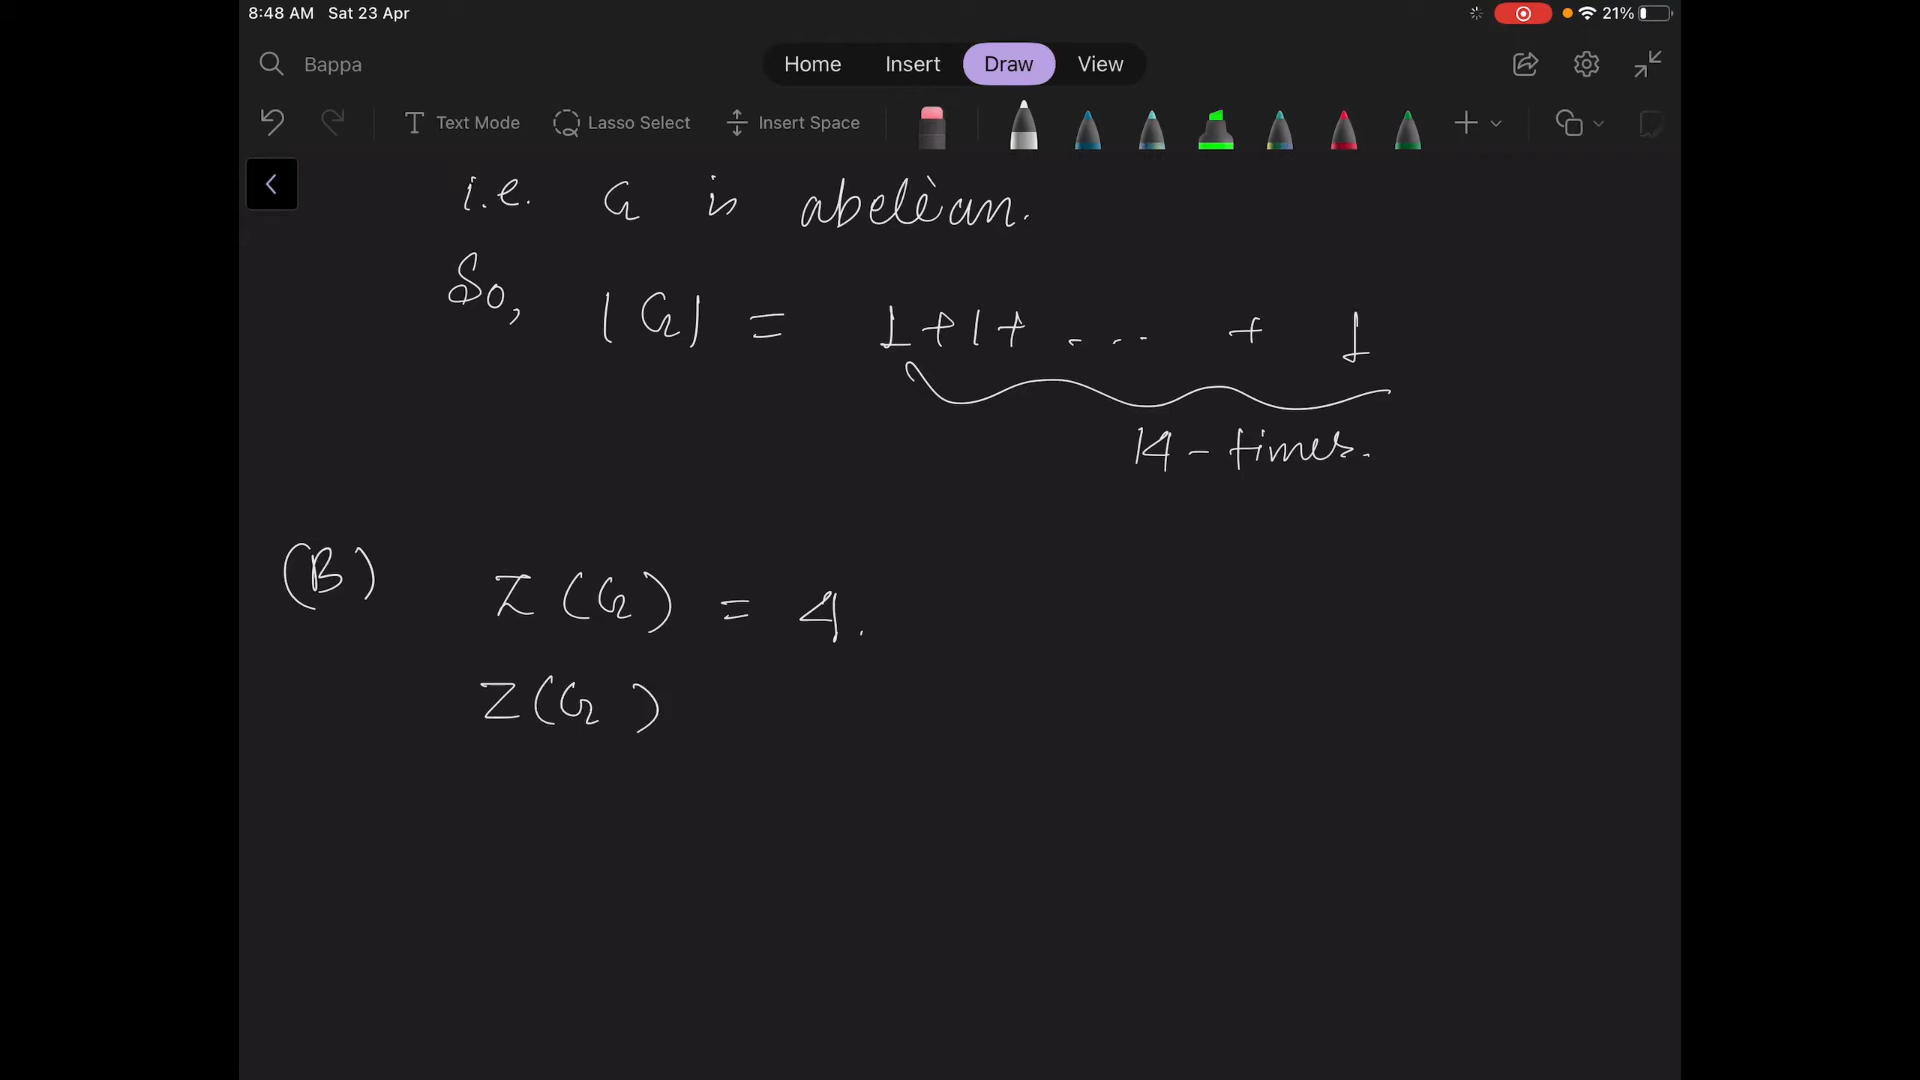 8:48 AM Sat 23 Apr 21%
Bappa Home Insert Draw View
Text Mode Lasso Select Insert Space
i.e. G is abelian.
So, |G| = 1+1+ .... + 1
14 - times.
(B) Z(G) = 4.
Z(G )